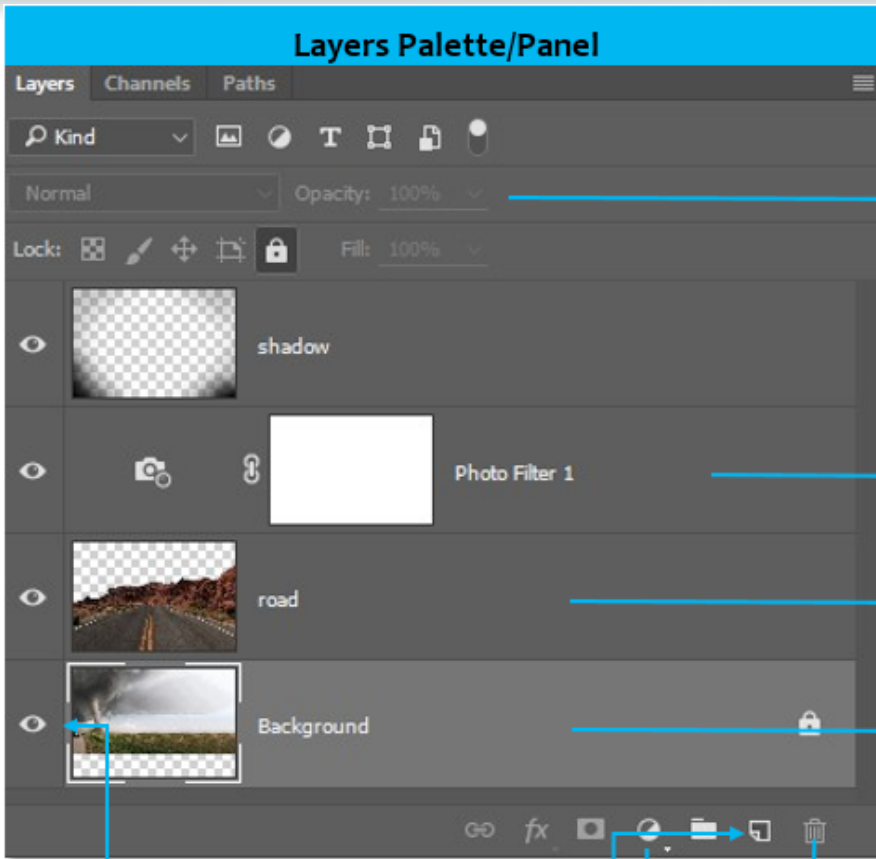 Layers Palette/Panel
Layers Channels Paths
Kind T
Normal Opacity: 100%
Lock: Fill: 100%
shadow
Photo Filter 1
road
Background
fx